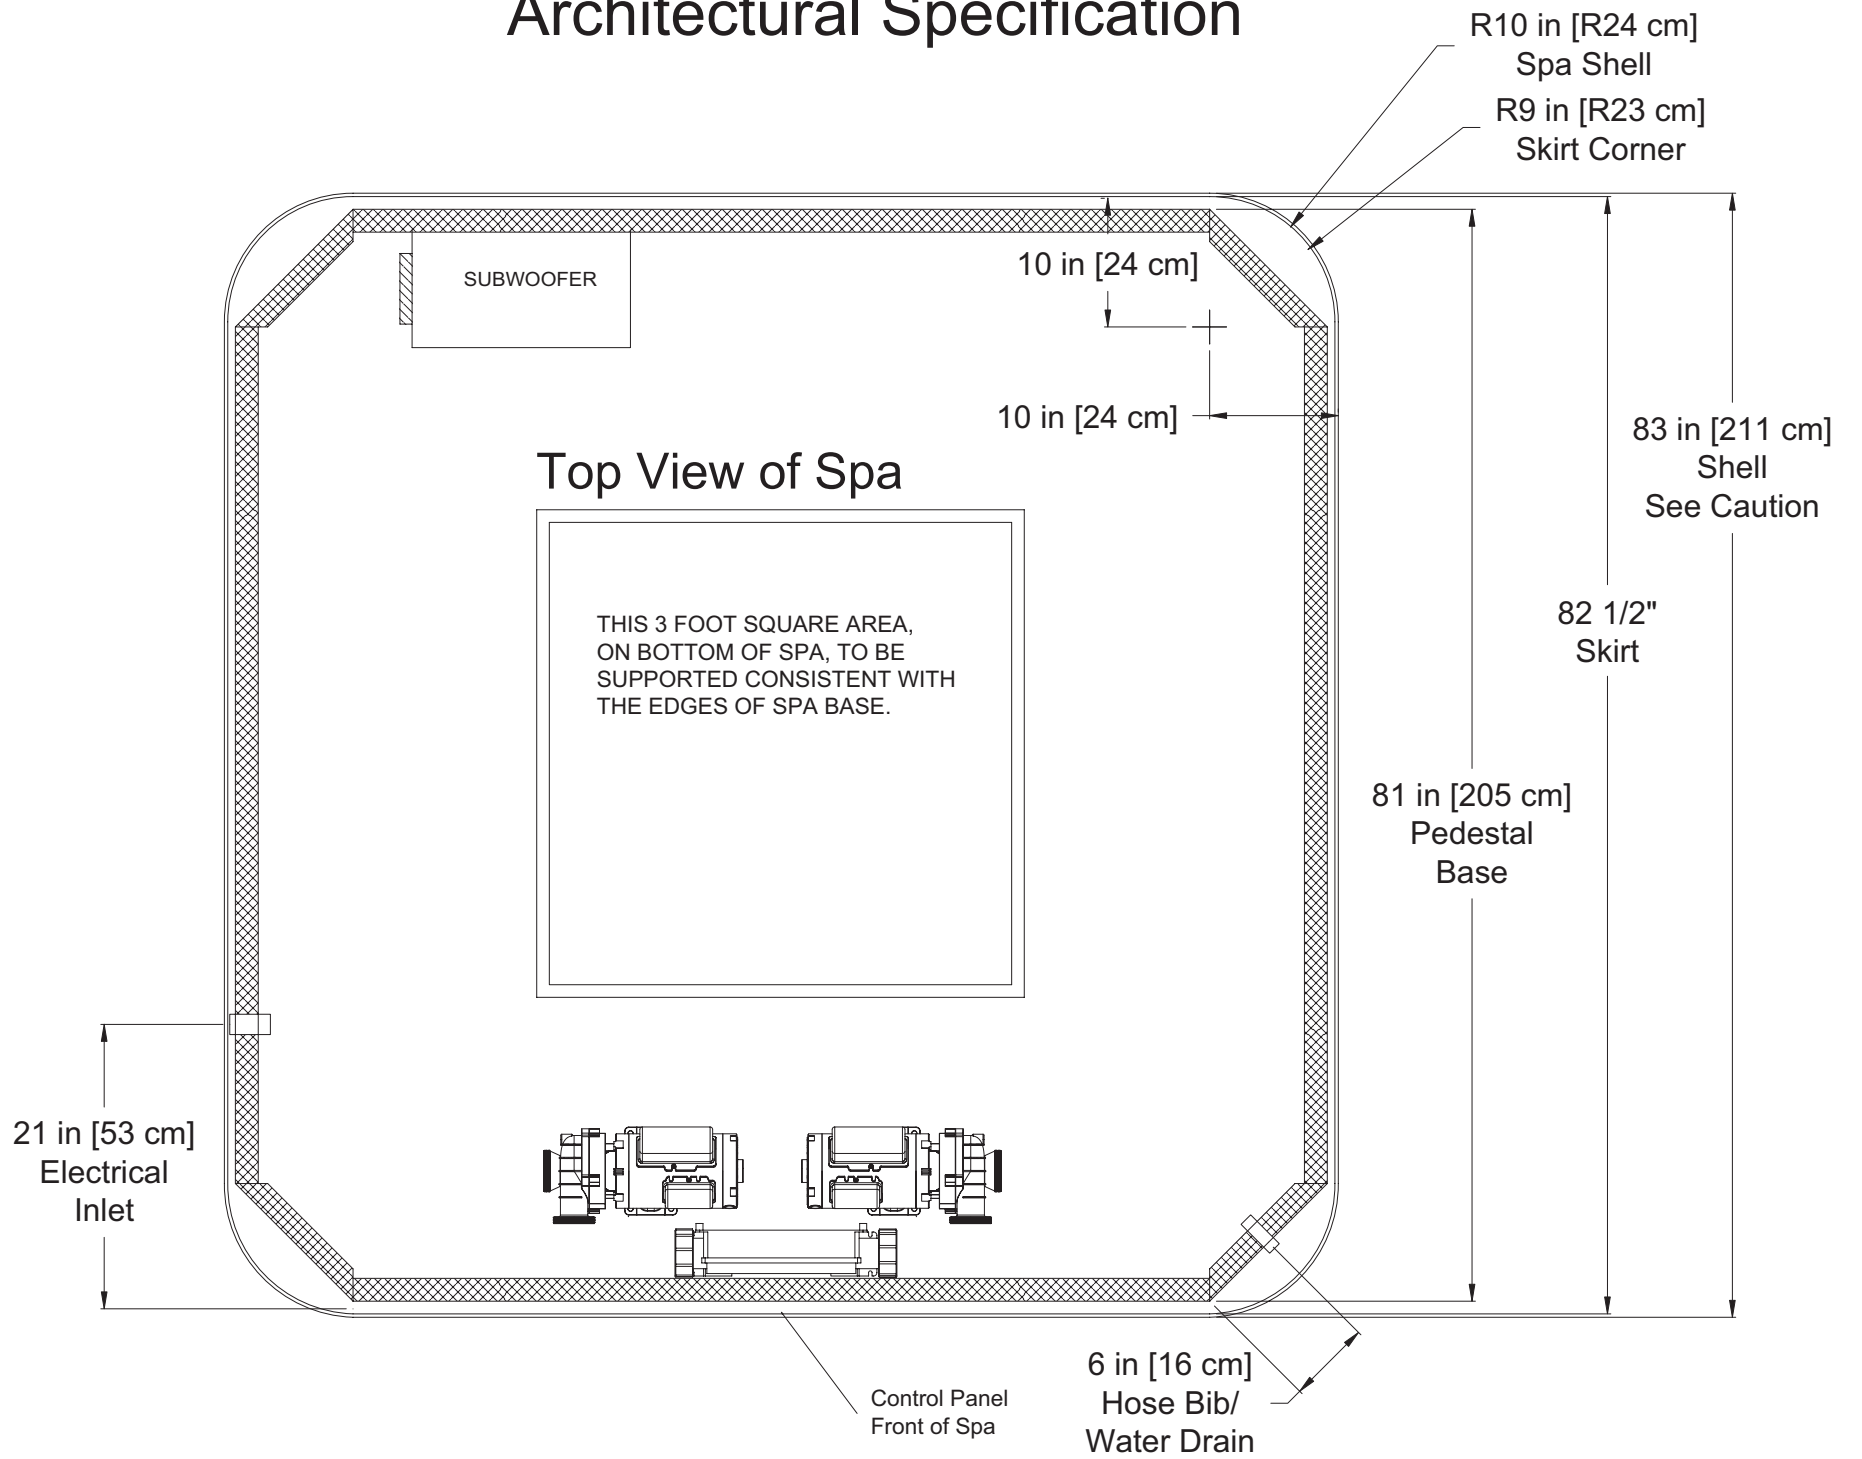 Architectural Specification
R10 in [R24 cm]
Spa Shell
R9 in [R23 cm]
Skirt Corner
SUBWOOFER
10 in [24 cm]
10 in [24 cm]
83 in [211 cm]
Shell
See Caution
Top View of Spa
THIS 3 FOOT SQUARE AREA,
ON BOTTOM OF SPA, TO BE
SUPPORTED CONSISTENT WITH
THE EDGES OF SPA BASE.
82 1/2"
Skirt
81 in [205 cm]
Pedestal
Base
21 in [53 cm]
Electrical
Inlet
6 in [16 cm]
Hose Bib/
Water Drain
Control Panel
Front of Spa